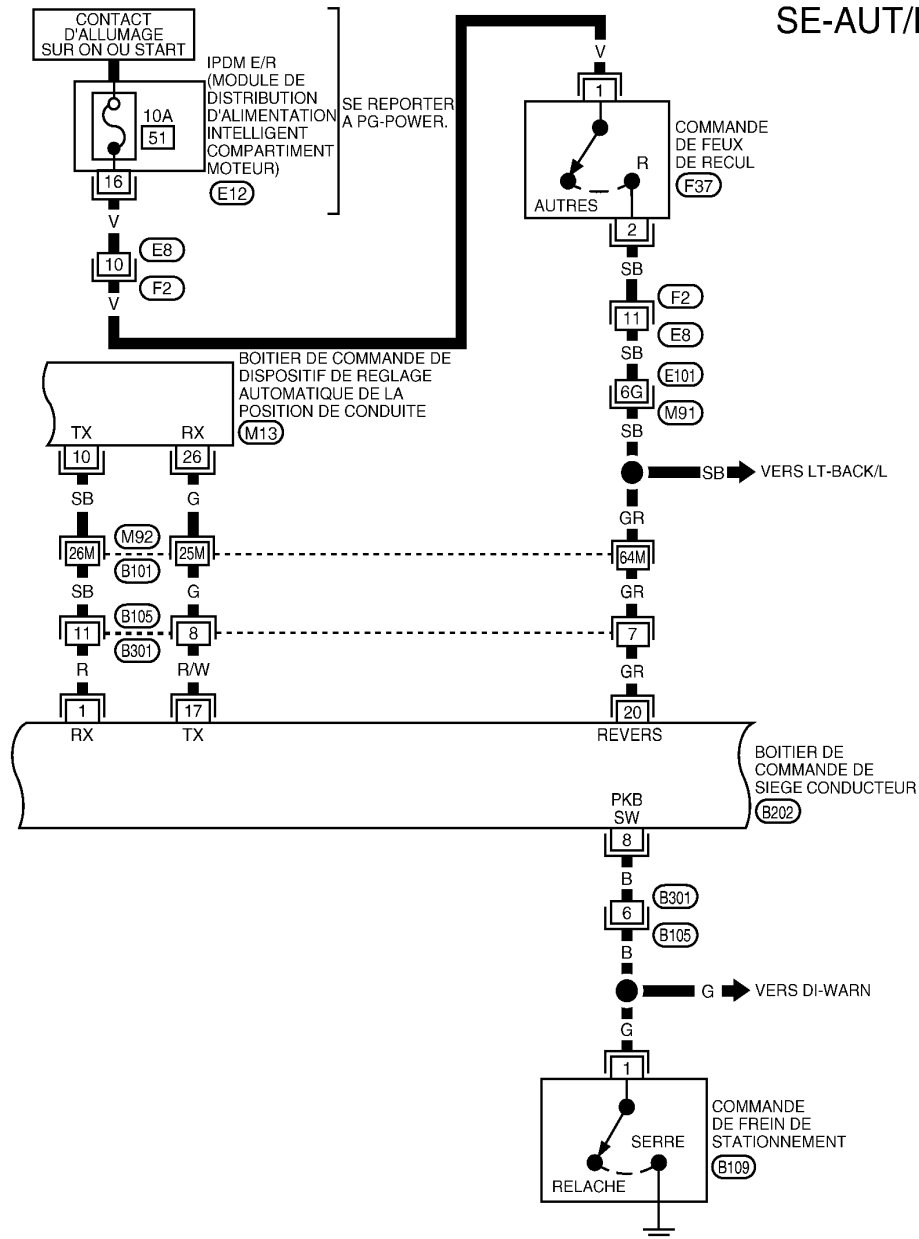 SE-AUT/
CONTACT
D'ALLUMAGE
SUR ON OU START
IPDM E/R
(MODULE DE
DISTRIBUTION
D'ALIMENTATION
INTELLIGENT
COMPARTIMENT
MOTEUR)
E12
10A
51
16
SE REPORTER
A PG-POWER.
V
10
E8
F2
V
V
1
COMMANDE
DE FEUX
DE RECUL
F37
R
AUTRES
2
SB
11
F2
E8
SB
6G
E101
M91
SB
SB
VERS LT-BACK/L
GR
BOITIER DE COMMANDE DE
DISPOSITIF DE REGLAGE
AUTOMATIQUE DE LA
POSITION DE CONDUITE
M13
TX
RX
10
26
SB
G
26M
M92
B101
25M
64M
SB
G
GR
11
B105
B301
8
7
R
R/W
GR
1
17
20
RX
TX
REVERS
BOITIER DE
COMMANDE DE
SIEGE CONDUCTEUR
B202
PKB
SW
8
B
6
B301
B105
B
G
VERS DI-WARN
G
1
COMMANDE
DE FREIN DE
STATIONNEMENT
B109
SERRE
RELACHE